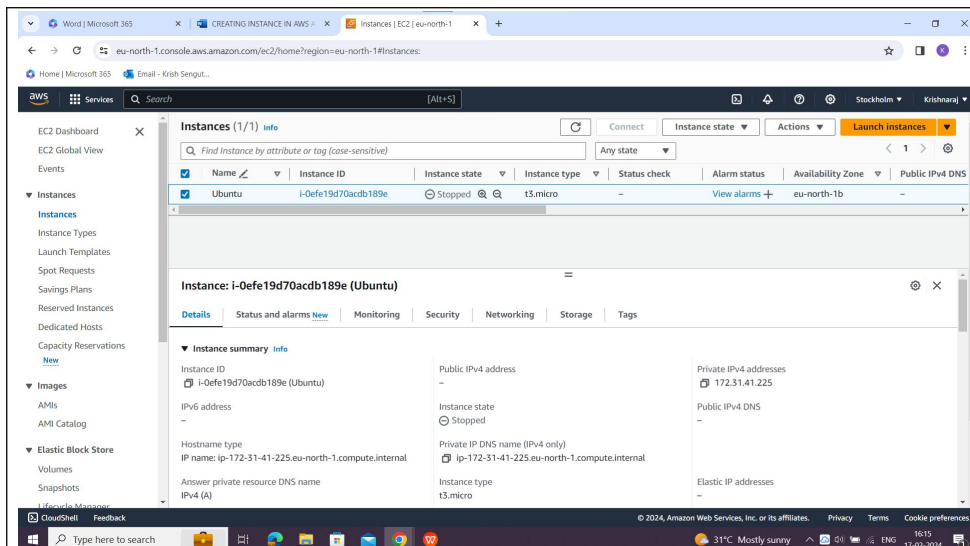 Word | Microsoft 365
CREATING INSTANCE IN AWS A
Instances | EC2 | eu-north-1
eu-north-1.console.aws.amazon.com/ec2/home?region=eu-north-1#Instances:
Home | Microsoft 365 Email - Krish Sengut...
aws Services Search [Alt+S] Stockholm Krishnaraj
EC2 Dashboard
EC2 Global View
Events
Instances
Instances
Instance Types
Launch Templates
Spot Requests
Savings Plans
Reserved Instances
Dedicated Hosts
Capacity Reservations
New
Images
AMIs
AMI Catalog
Elastic Block Store
Volumes
Snapshots
Lifecycle Manager
Instances (1/1) Info Connect Instance state Actions Launch instances
Find Instance by attribute or tag (case-sensitive) Any state 1
Name Instance ID Instance state Instance type Status check Alarm status Availability Zone Public IPv4 DNS
Ubuntu i-0efe19d70acdb189e Stopped t3.micro – View alarms + eu-north-1b –
Instance: i-0efe19d70acdb189e (Ubuntu)
Details Status and alarms New Monitoring Security Networking Storage Tags
Instance summary Info
Instance ID
i-0efe19d70acdb189e (Ubuntu)
Public IPv4 address
–
Private IPv4 addresses
172.31.41.225
IPv6 address
–
Instance state
Stopped
Public IPv4 DNS
–
Hostname type
IP name: ip-172-31-41-225.eu-north-1.compute.internal
Private IP DNS name (IPv4 only)
ip-172-31-41-225.eu-north-1.compute.internal
Answer private resource DNS name
IPv4 (A)
Instance type
t3.micro
Elastic IP addresses
–
CloudShell Feedback © 2024, Amazon Web Services, Inc. or its affiliates. Privacy Terms Cookie preferences
Type here to search 31°C Mostly sunny ENG 16:15
17-02-2024